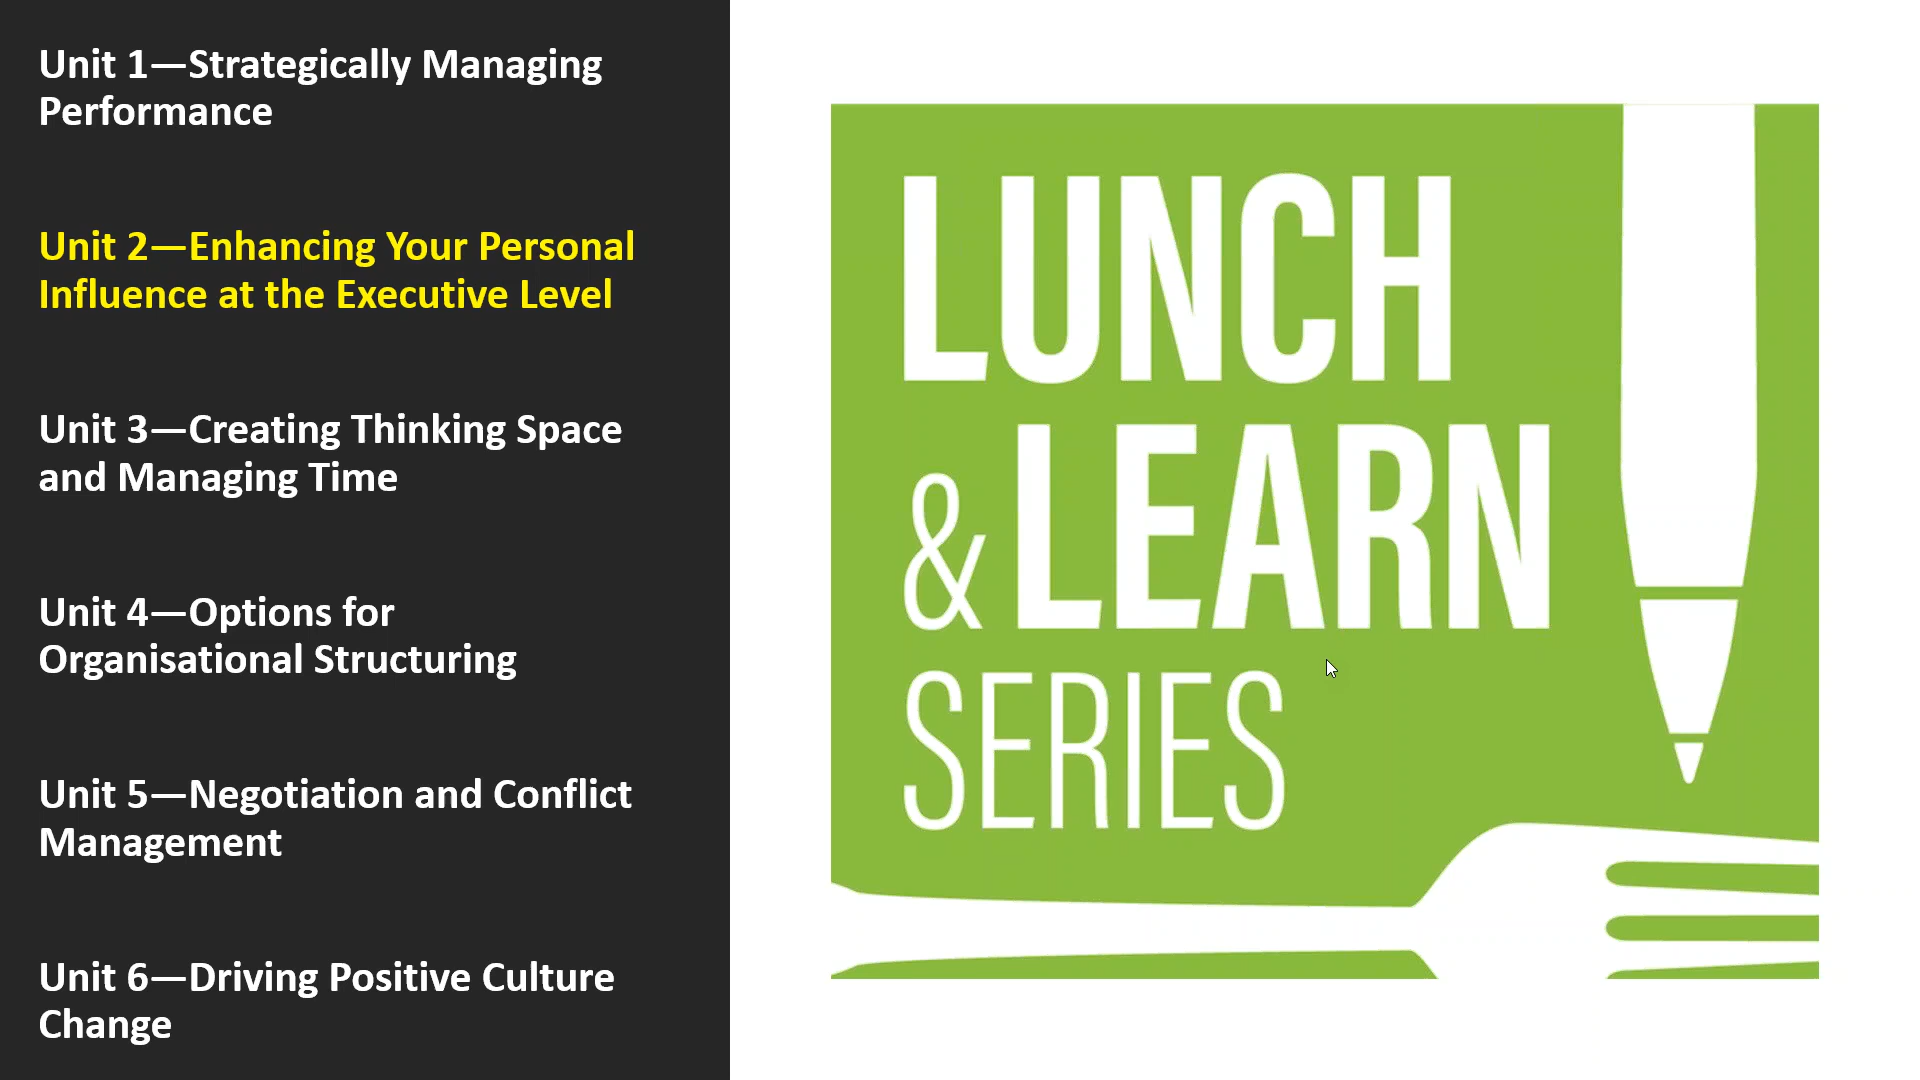 Unit 1—Strategically Managing
Performance
Unit 2—Enhancing Your Personal
Influence at the Executive Level
Unit 3—Creating Thinking Space
and Managing Time
Unit 4—Options for
Organisational Structuring
Unit 5—Negotiation and Conflict
Management
Unit 6—Driving Positive Culture
Change
LUNCH
& LEARN
SERIES